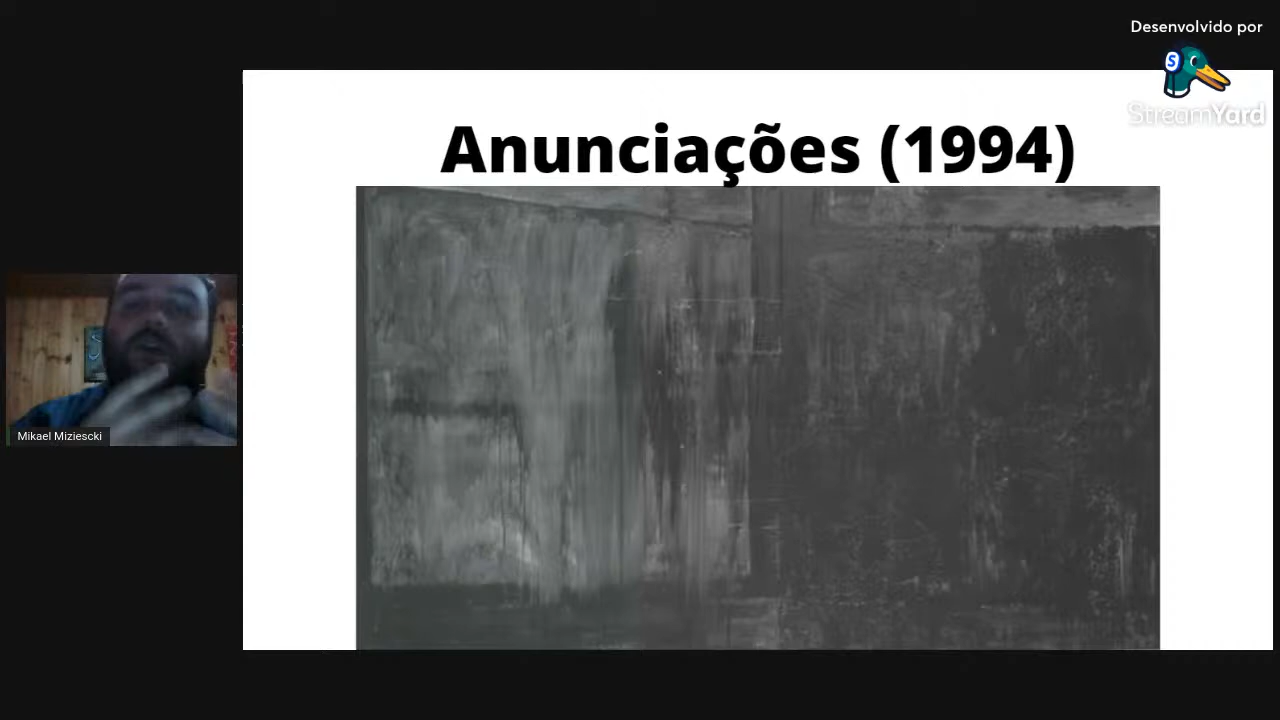 Desenvolvido por
StreamYard
Anunciações (1994)
Mikael Miziescki